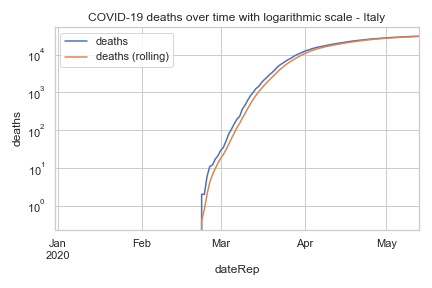 COVID-19 deaths over time with logarithmic scale - Italy
deaths
deaths (rolling)
deaths
10⁴
10³
10²
10¹
10⁰
Jan
2020
Feb
Mar
Apr
May
dateRep